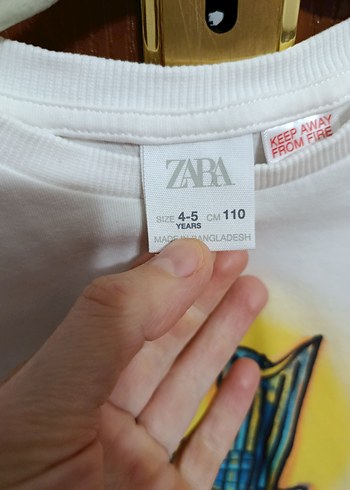 ZARA
SIZE 4-5 YEARS CM 110
MADE IN BANGLADESH
KEEP AWAY
FROM FIRE